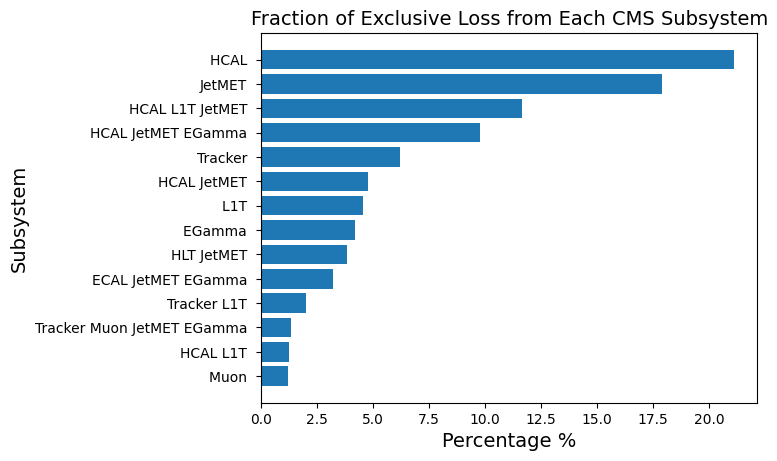 Fraction of Exclusive Loss from Each CMS Subsystem
Subsystem
HCAL
JetMET
HCAL L1T JetMET
HCAL JetMET EGamma
Tracker
HCAL JetMET
L1T
EGamma
HLT JetMET
ECAL JetMET EGamma
Tracker L1T
Tracker Muon JetMET EGamma
HCAL L1T
Muon
0.0 2.5 5.0 7.5 10.0 12.5 15.0 17.5 20.0
Percentage %